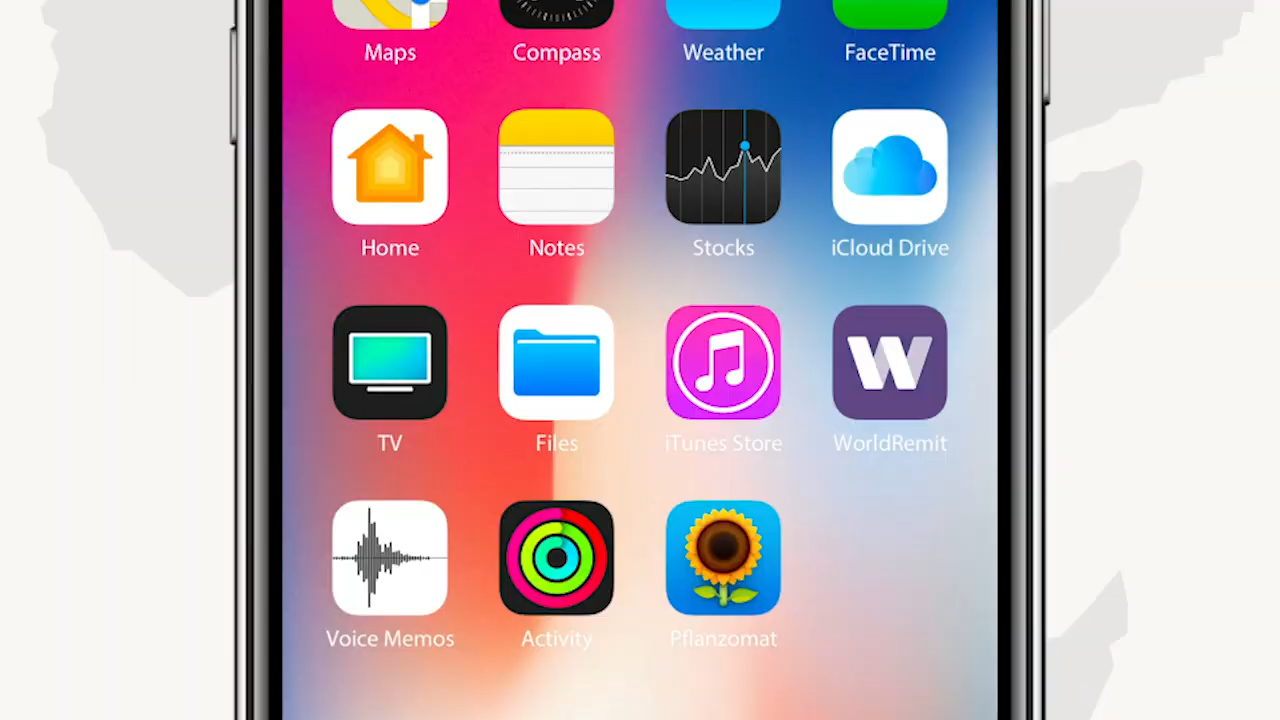 Maps Compass Weather FaceTime
Home Notes Stocks iCloud Drive
W
TV Files iTunes Store WorldRemit
Voice Memos Activity Pflanzomat